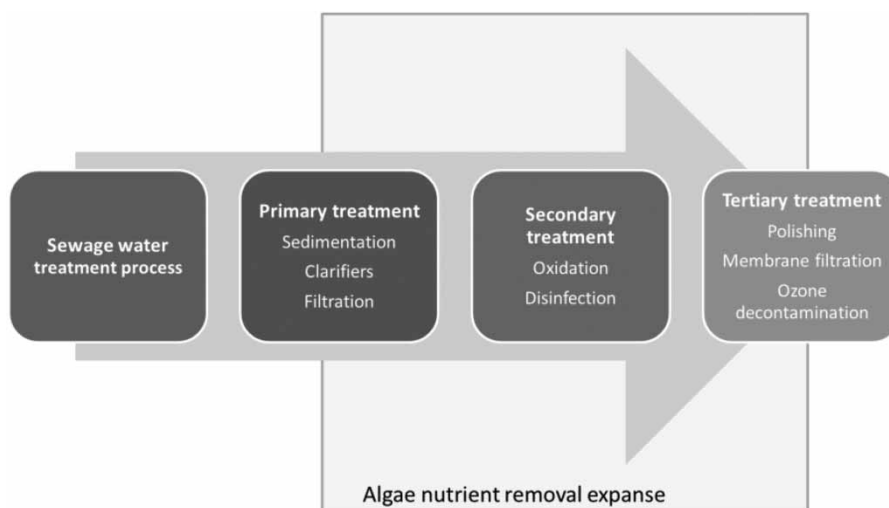 Sewage water
treatment process
Primary treatment
Sedimentation
Clarifiers
Filtration
Secondary
treatment
Oxidation
Disinfection
Tertiary treatment
Polishing
Membrane filtration
Ozone
decontamination
Algae nutrient removal expanse